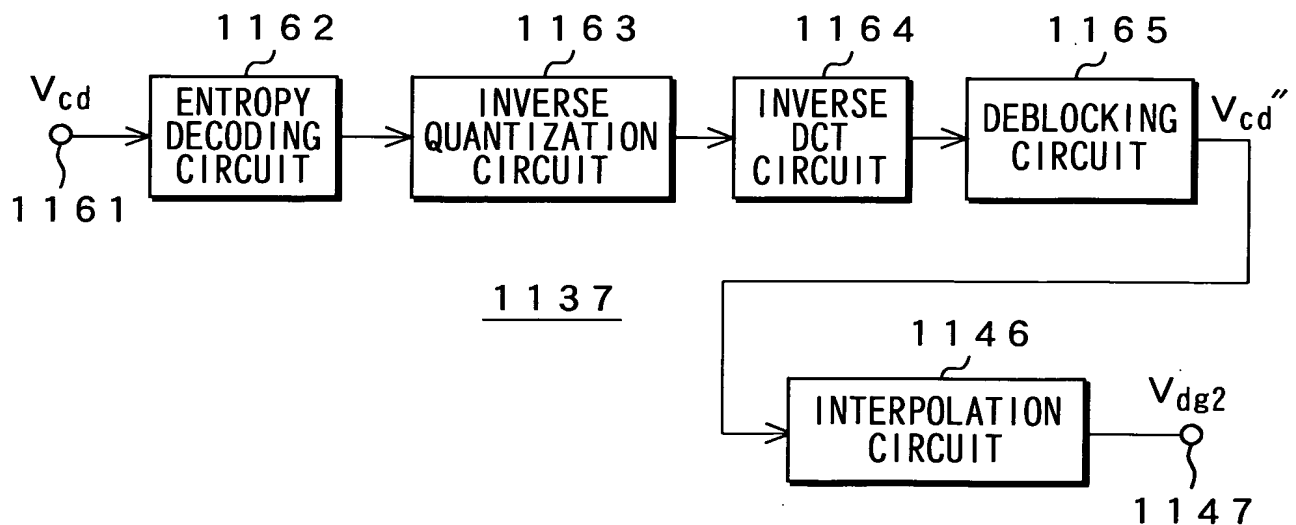 1162
1163
1164
1165
Vcd
ENTROPY
DECODING
CIRCUIT
INVERSE
QUANTIZATION
CIRCUIT
INVERSE
DCT
CIRCUIT
DEBLOCKING
CIRCUIT
Vcd″
1161
1137
1146
INTERPOLATION
CIRCUIT
Vdg2
1147